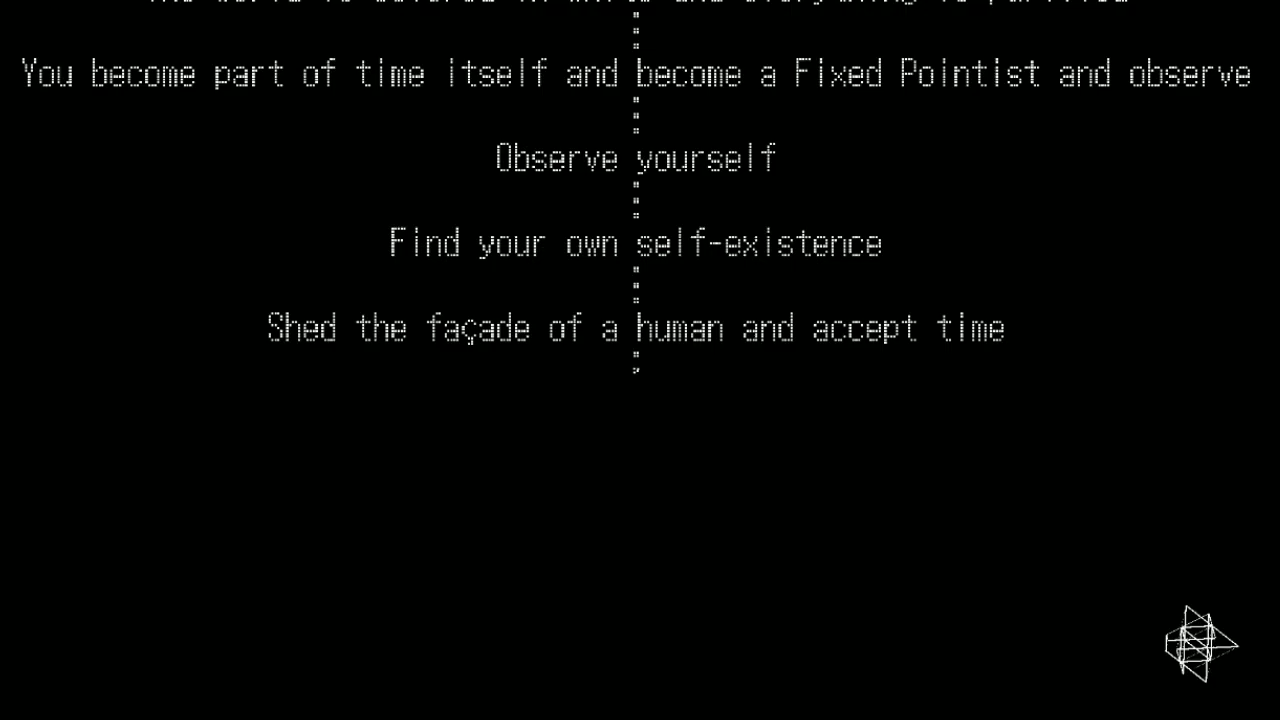 You become part of time itself and become a Fixed Pointist and observe
Observe yourself
Find your own self-existence
Shed the façade of a human and accept time